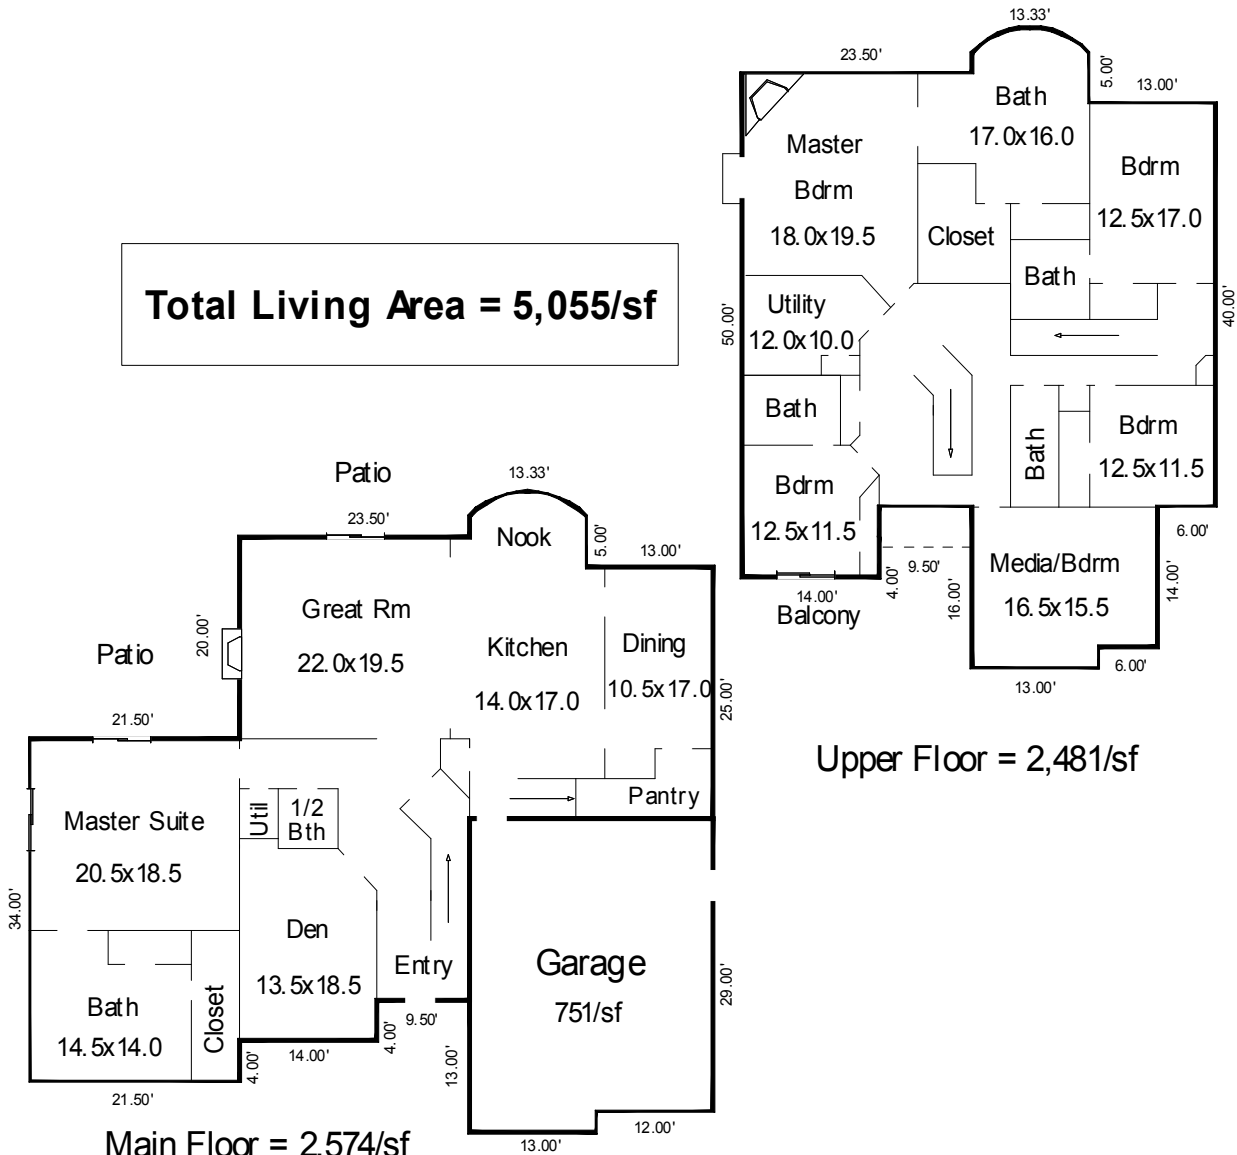 13.33'
23.50'
5.00'
13.00'
Bath
17.0x16.0
Master
Bdrm
18.0x19.5
Bdrm
12.5x17.0
Closet
Bath
Utility
12.0x10.0
50.00'
40.00'
Bath
Bath
Bdrm
12.5x11.5
Bdrm
12.5x11.5
6.00'
9.50'
4.00'
16.00'
14.00'
14.00'
Balcony
Media/Bdrm
16.5x15.5
6.00'
13.00'
Upper Floor = 2,481/sf
Total Living Area = 5,055/sf
Patio
13.33'
23.50'
Nook
5.00'
13.00'
Great Rm
22.0x19.5
20.00'
Patio
Kitchen
14.0x17.0
Dining
10.5x17.0
25.00'
21.50'
Pantry
Master Suite
20.5x18.5
Util
1/2
Bth
34.00'
Den
13.5x18.5
Entry
Garage
751/sf
29.00'
Bath
14.5x14.0
Closet
9.50'
4.00'
14.00'
4.00'
13.00'
21.50'
12.00'
13.00'
Main Floor = 2,574/sf